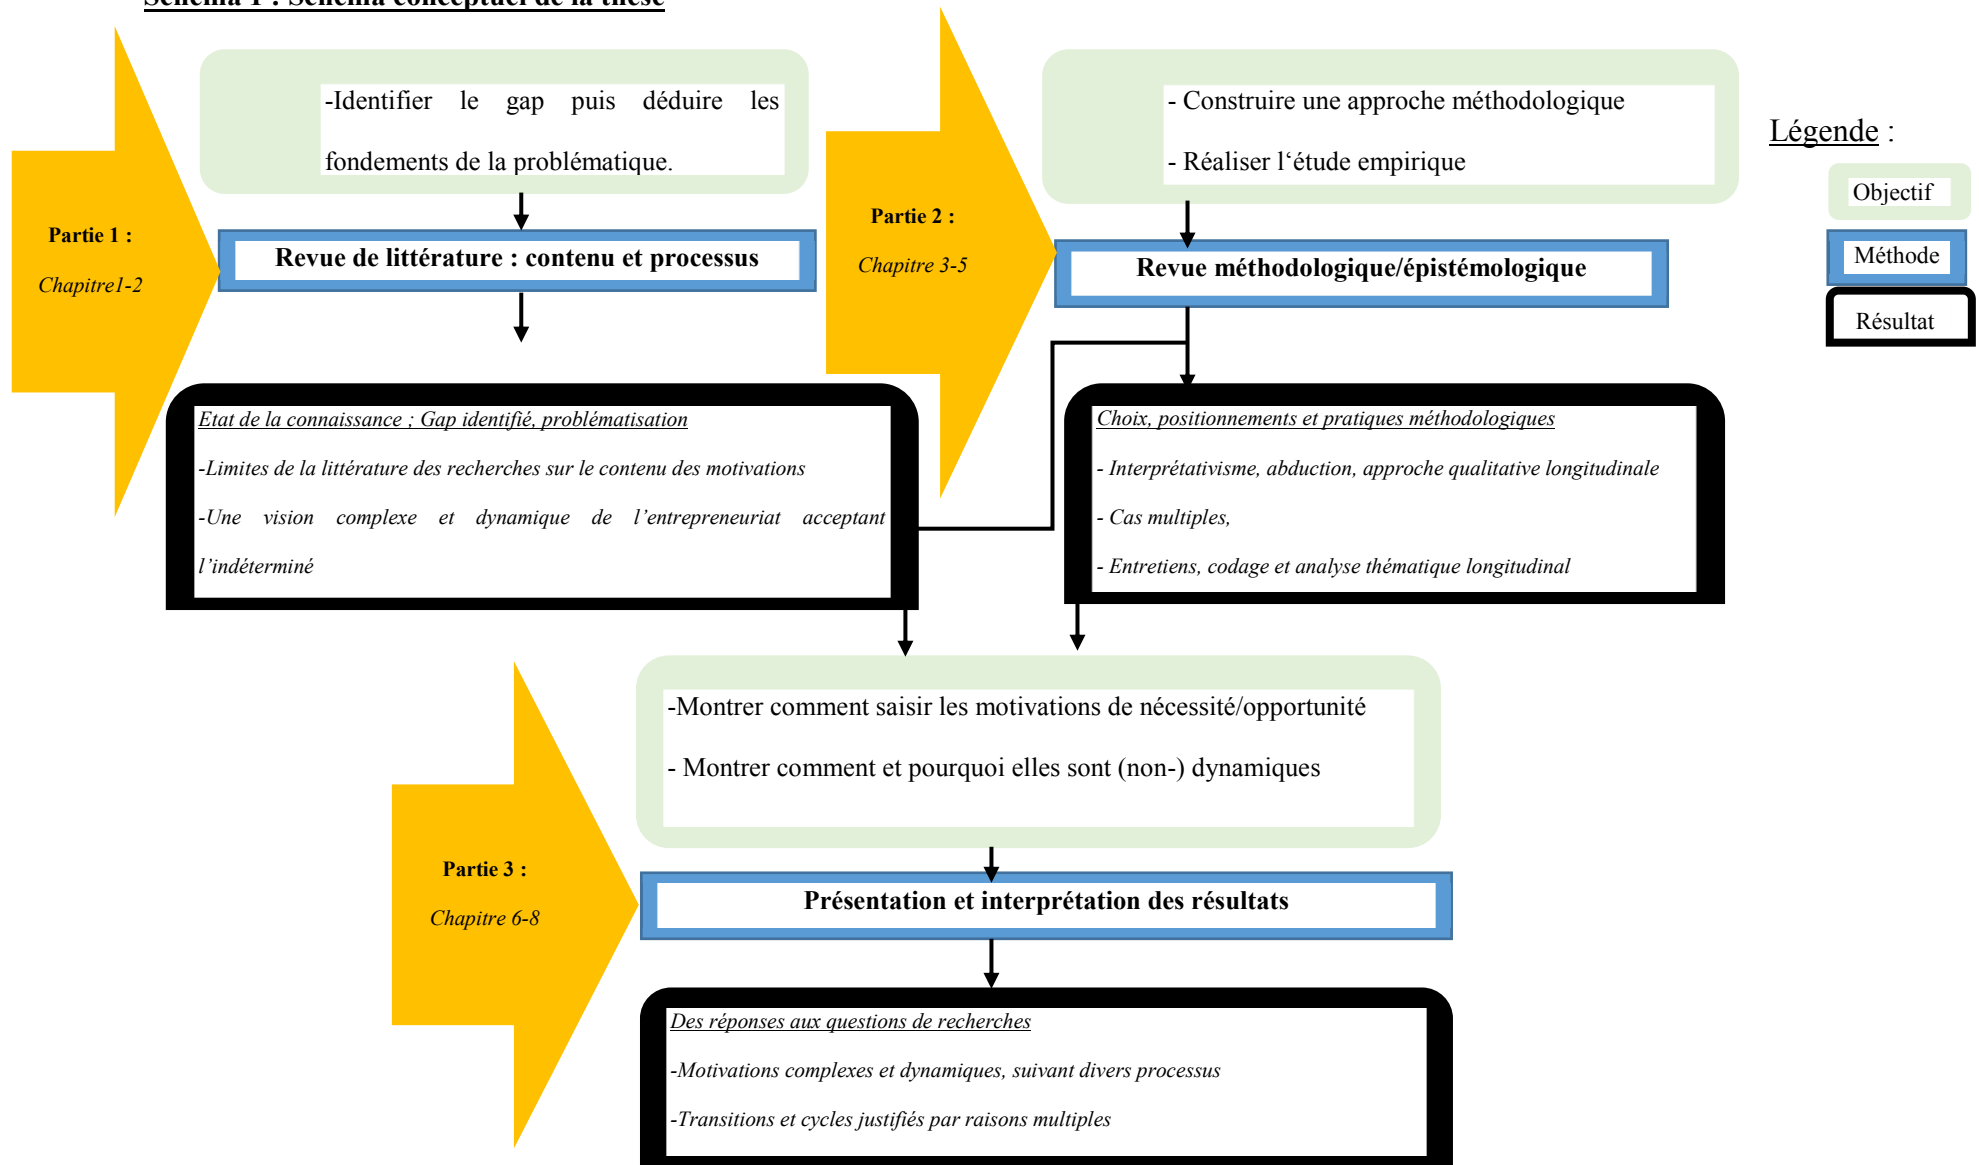 Schéma 1 : Schéma conceptuel de la thèse
-Identifier le gap puis déduire les
fondements de la problématique.
Partie 1 :
Chapitre1-2
Revue de littérature : contenu et processus
Etat de la connaissance ; Gap identifié, problématisation
-Limites de la littérature des recherches sur le contenu des motivations
-Une vision complexe et dynamique de l’entrepreneuriat acceptant
l’indéterminé
- Construire une approche méthodologique
- Réaliser l‘étude empirique
Partie 2 :
Chapitre 3-5
Revue méthodologique/épistémologique
Choix, positionnements et pratiques méthodologiques
- Interprétativisme, abduction, approche qualitative longitudinale
- Cas multiples,
- Entretiens, codage et analyse thématique longitudinal
Légende :
Objectif
Méthode
Résultat
-Montrer comment saisir les motivations de nécessité/opportunité
- Montrer comment et pourquoi elles sont (non-) dynamiques
Partie 3 :
Chapitre 6-8
Présentation et interprétation des résultats
Des réponses aux questions de recherches
-Motivations complexes et dynamiques, suivant divers processus
-Transitions et cycles justifiés par raisons multiples